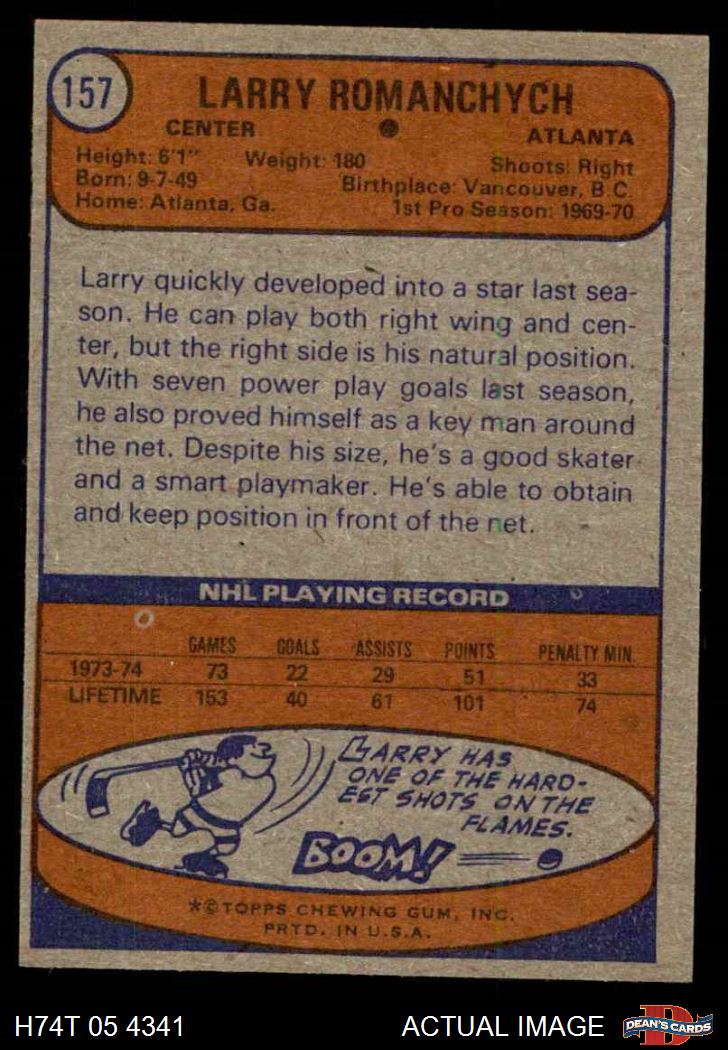 157
LARRY ROMANCHYCH
CENTER ATLANTA
Height: 6'1" Weight: 180 Shoots: Right
Born: 9-7-49 Birthplace: Vancouver, B.C.
Home: Atlanta, Ga. 1st Pro Season: 1969-70
Larry quickly developed into a star last sea-
son. He can play both right wing and cen-
ter, but the right side is his natural position.
With seven power play goals last season,
he also proved himself as a key man around
the net. Despite his size, he's a good skater
and a smart playmaker. He's able to obtain
and keep position in front of the net.
NHL PLAYING RECORD
GAMES GOALS ASSISTS POINTS PENALTY MIN.
1973-74 73 22 29 51 33
LIFETIME 153 40 61 101 74
LARRY HAS
ONE OF THE HARD-
EST SHOTS ON THE
FLAMES.
BOOM!
*©TOPPS CHEWING GUM, INC.
PRTD. IN U.S.A.
H74T 05 4341 ACTUAL IMAGE
D
DEAN'S CARDS